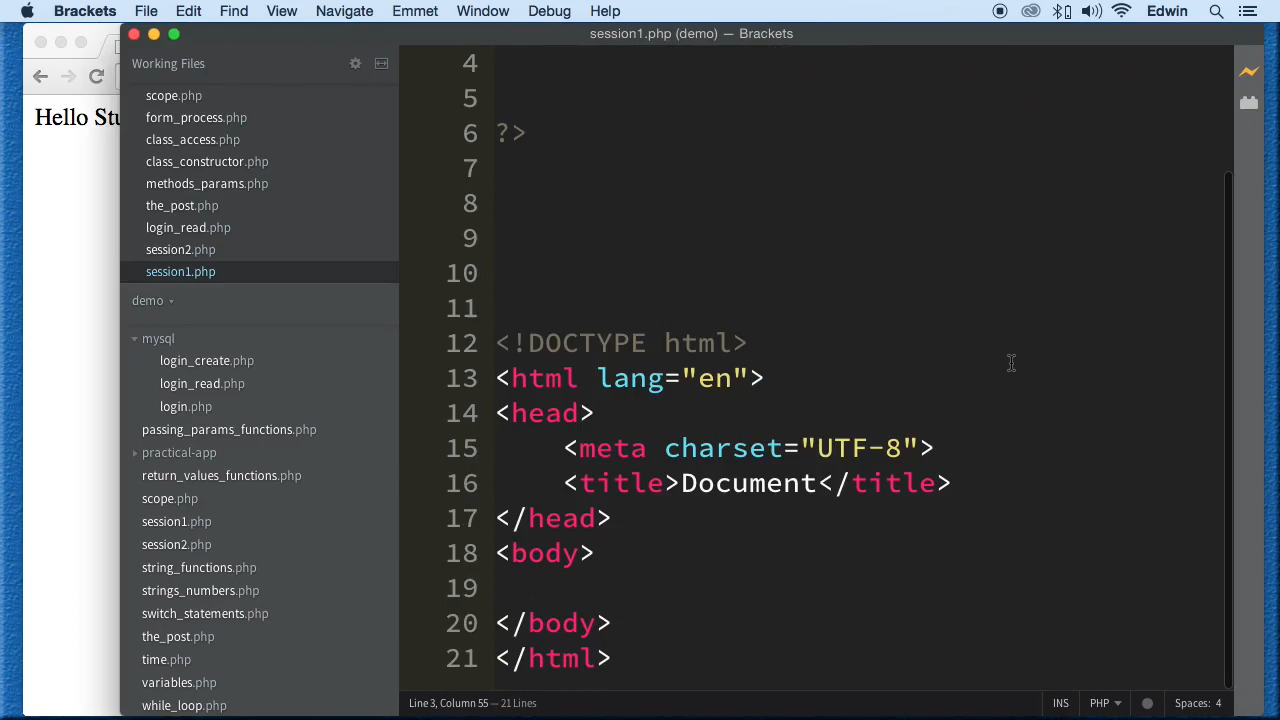 Brackets File Edit Find View Navigate Emmet Window Debug Help Edwin
session1.php (demo) — Brackets
Hello Stu
Working Files
scope.php
form_process.php
class_access.php
class_constructor.php
methods_params.php
the_post.php
login_read.php
session2.php
session1.php
demo
mysql
login_create.php
login_read.php
login.php
passing_params_functions.php
practical-app
return_values_functions.php
scope.php
session1.php
session2.php
string_functions.php
strings_numbers.php
switch_statements.php
the_post.php
time.php
variables.php
while_loop.php
4
5
6 ?>
7
8
9
10
11
12 <!DOCTYPE html>
13 <html lang="en">
14 <head>
15 <meta charset="UTF-8">
16 <title>Document</title>
17 </head>
18 <body>
19
20 </body>
21 </html>
Line 3, Column 55 — 21 Lines
INS PHP Spaces: 4